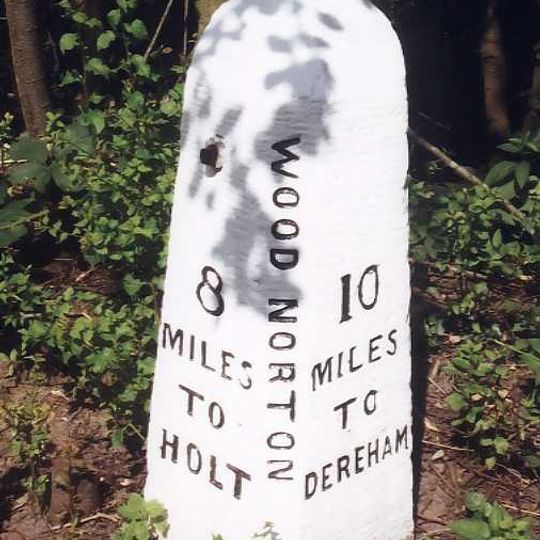 WOOD NORTON
8
MILES
TO
HOLT
10
MILES
TO
DEREHAM